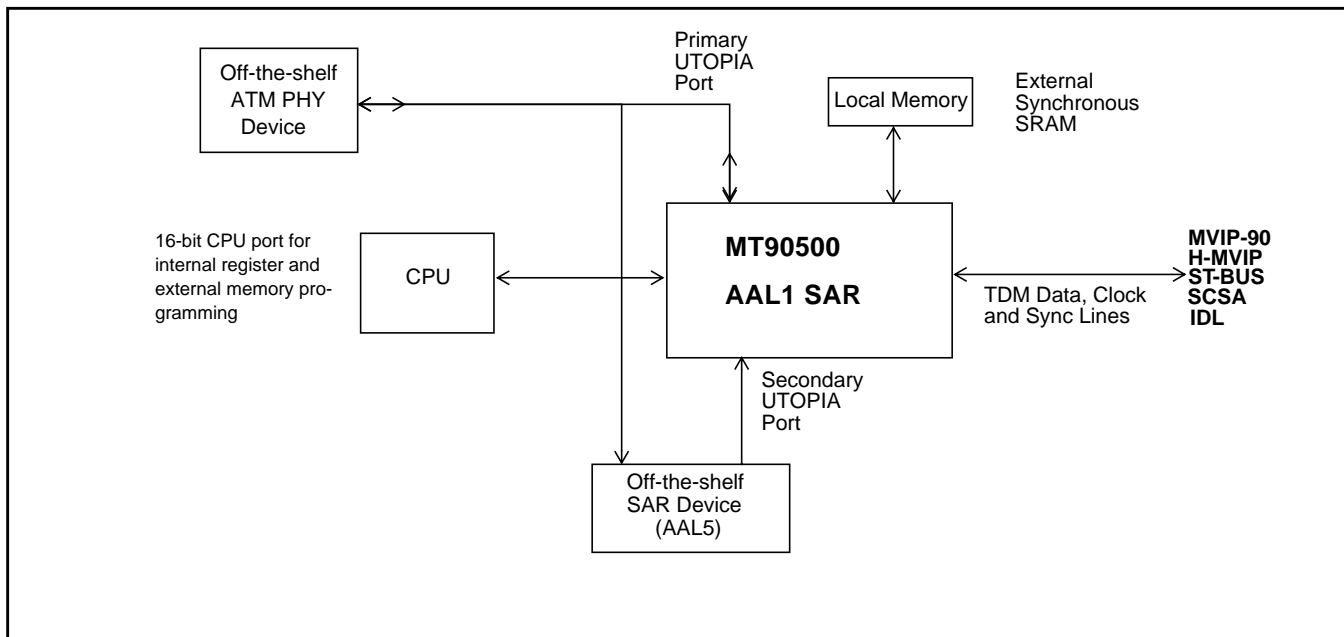 Off-the-shelf
ATM PHY
Device
Primary
UTOPIA
Port
Local Memory
External
Synchronous
SRAM
16-bit CPU port for
internal register and
external memory pro-
gramming
CPU
MT90500
AAL1 SAR
TDM Data, Clock
and Sync Lines
MVIP-90
H-MVIP
ST-BUS
SCSA
IDL
Secondary
UTOPIA
Port
Off-the-shelf
SAR Device
(AAL5)